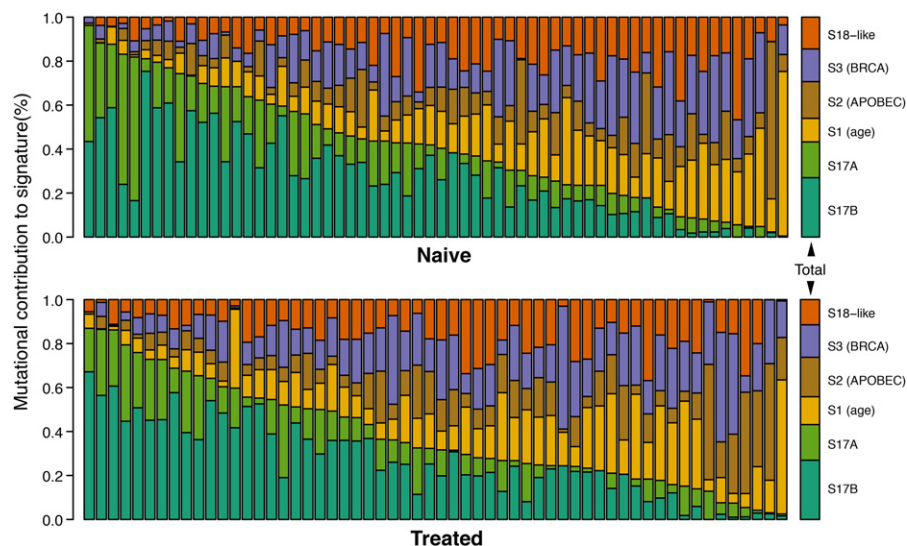 Mutational contribution to signature(%)
1.0
0.8
0.6
0.4
0.2
0.0
Naive
S18−like
S3 (BRCA)
S2 (APOBEC)
S1 (age)
S17A
S17B
Total
1.0
0.8
0.6
0.4
0.2
0.0
Treated
S18−like
S3 (BRCA)
S2 (APOBEC)
S1 (age)
S17A
S17B